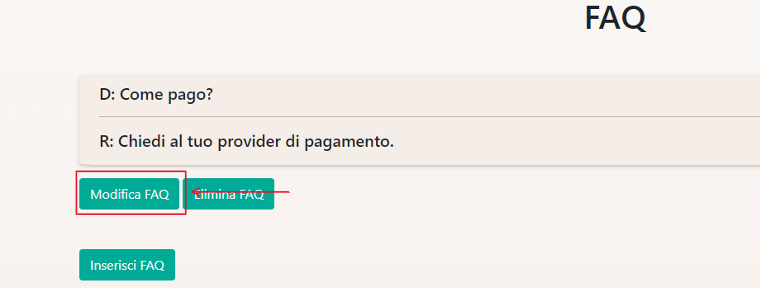 FAQ
D: Come pago?
R: Chiedi al tuo provider di pagamento.
Modifica FAQ Elimina FAQ
Inserisci FAQ